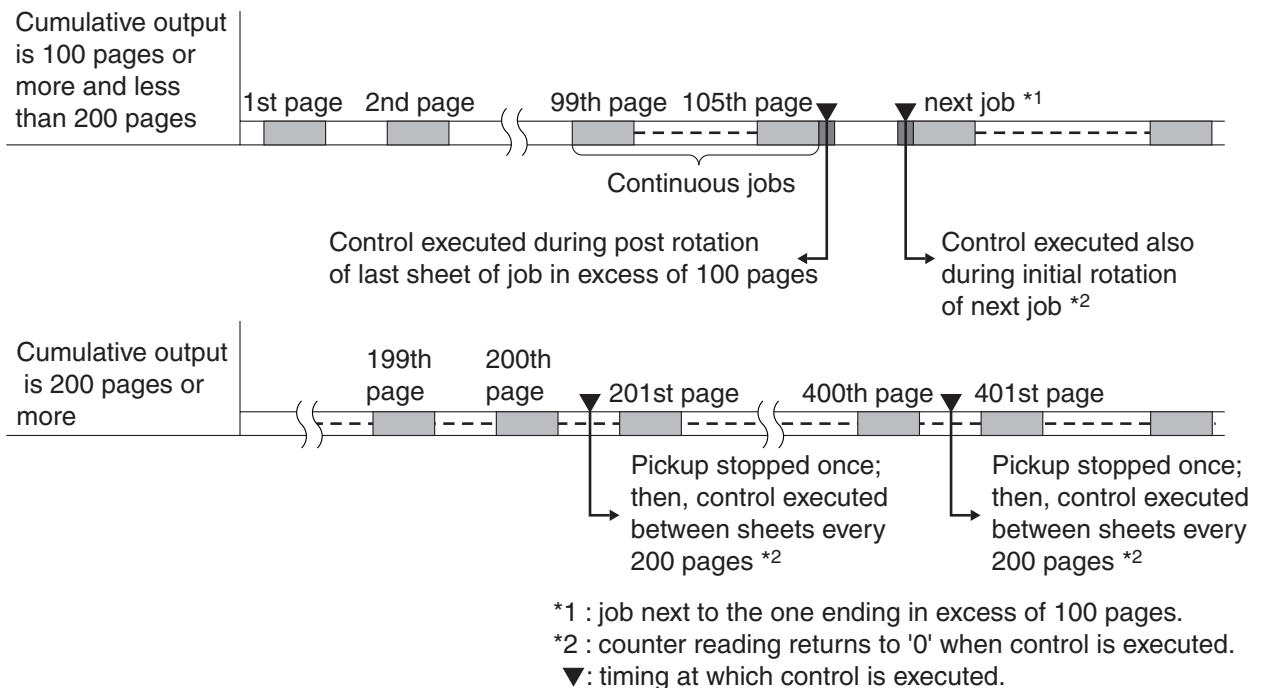 Cumulative output
is 100 pages or
more and less
than 200 pages
1st page 2nd page 99th page 105th page next job *1
Continuous jobs
Control executed during post rotation
of last sheet of job in excess of 100 pages
Control executed also
during initial rotation
of next job *2
Cumulative output
is 200 pages or
more
199th
page
200th
page
201st page 400th page 401st page
Pickup stopped once;
then, control executed
between sheets every
200 pages *2
Pickup stopped once;
then, control executed
between sheets every
200 pages *2
*1 : job next to the one ending in excess of 100 pages.
*2 : counter reading returns to '0' when control is executed.
▼: timing at which control is executed.